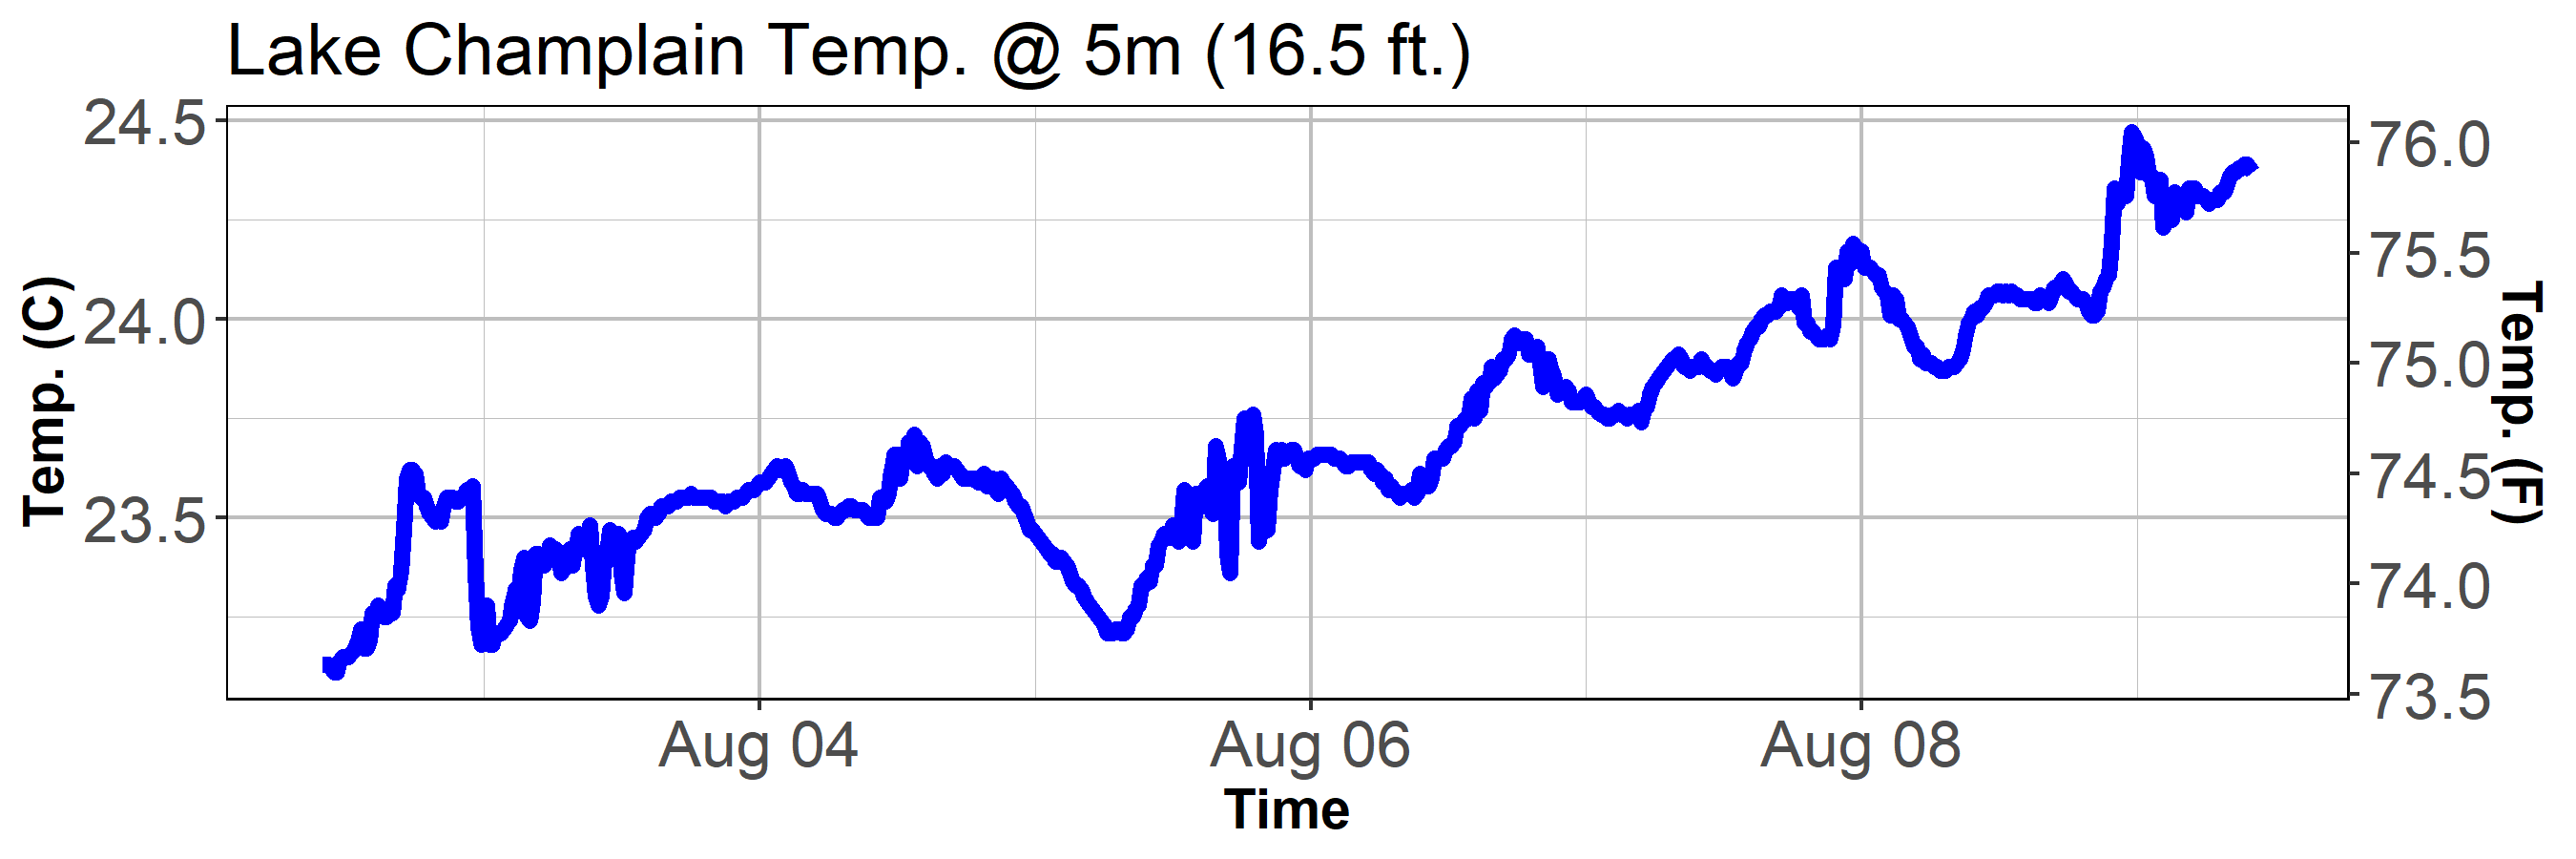 Lake Champlain Temp. @ 5m (16.5 ft.)
24.5
24.0
23.5
Temp. (C)
76.0
75.5
75.0
74.5
74.0
73.5
Temp. (F)
Aug 04
Aug 06
Aug 08
Time